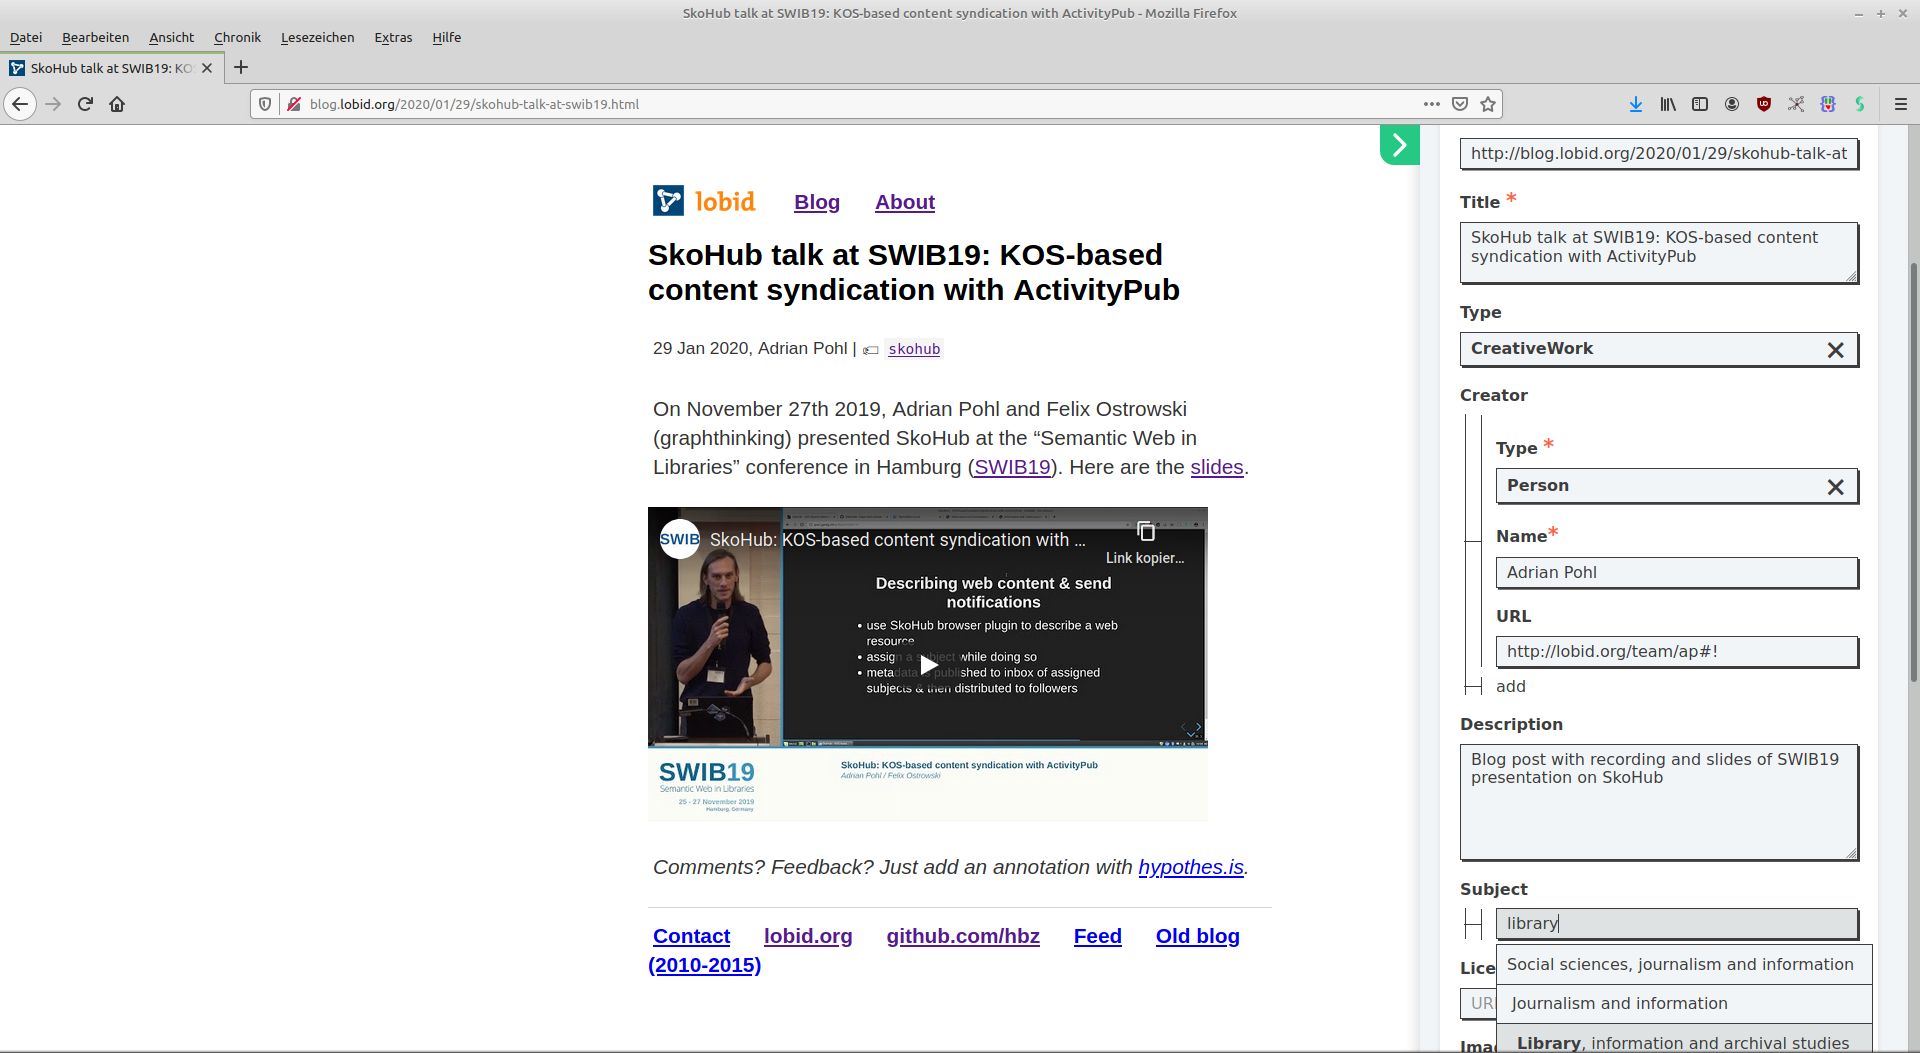 SkoHub talk at SWIB19: KOS-based content syndication with ActivityPub - Mozilla Firefox
Datei Bearbeiten Ansicht Chronik Lesezeichen Extras Hilfe
SkoHub talk at SWIB19: KO
blog.lobid.org/2020/01/29/skohub-talk-at-swib19.html
lobid Blog About
SkoHub talk at SWIB19: KOS-based
content syndication with ActivityPub
29 Jan 2020, Adrian Pohl | skohub
On November 27th 2019, Adrian Pohl and Felix Ostrowski
(graphthinking) presented SkoHub at the “Semantic Web in
Libraries” conference in Hamburg (SWIB19). Here are the slides.
SWIB SkoHub: KOS-based content syndication with ...
Link kopier...
Describing web content & send
notifications
• use SkoHub browser plugin to describe a web
resource
• assign a subject while doing so
• metadata is published to inbox of assigned
subjects & then distributed to followers
SWIB19
Semantic Web in Libraries
25 - 27 November 2019
Hamburg, Germany
SkoHub: KOS-based content syndication with ActivityPub
Adrian Pohl / Felix Ostrowski
Comments? Feedback? Just add an annotation with hypothes.is.
Contact lobid.org github.com/hbz Feed Old blog
(2010-2015)
http://blog.lobid.org/2020/01/29/skohub-talk-at
Title *
SkoHub talk at SWIB19: KOS-based content
syndication with ActivityPub
Type
CreativeWork
Creator
Type *
Person
Name*
Adrian Pohl
URL
http://lobid.org/team/ap#!
add
Description
Blog post with recording and slides of SWIB19
presentation on SkoHub
Subject
library
Social sciences, journalism and information
Lice
URL
Journalism and information
Library, information and archival studies
Imag